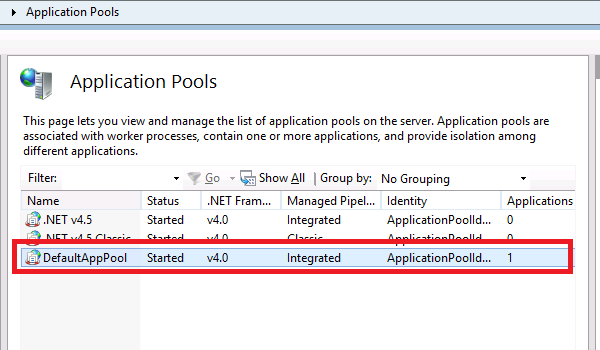 Application Pools
Application Pools
This page lets you view and manage the list of application pools on the server. Application pools are
associated with worker processes, contain one or more applications, and provide isolation among
different applications.
Filter: Go Show All Group by: No Grouping
Name Status .NET Fram... Managed Pipel... Identity Applications
.NET v4.5 Started v4.0 Integrated ApplicationPoolId... 0
.NET v4.5 Classic Started v4.0 Classic ApplicationPoolId... 0
DefaultAppPool Started v4.0 Integrated ApplicationPoolId... 1